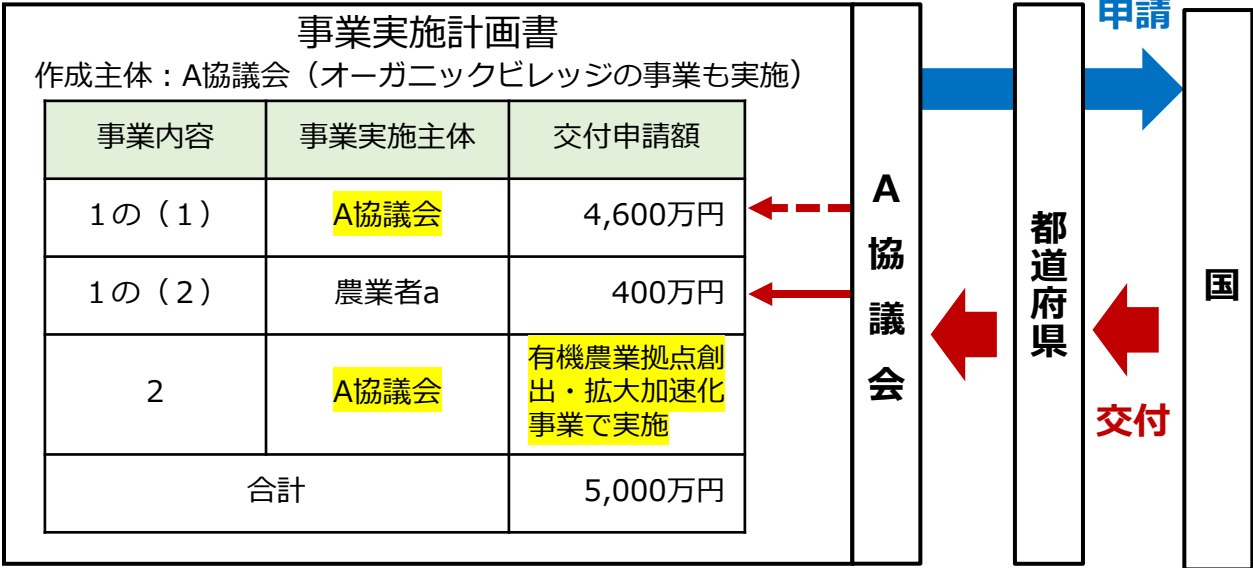 事業実施計画書
作成主体：A協議会（オーガニックビレッジの事業も実施）
事業内容 事業実施主体 交付申請額
１の（１） A協議会 4,600万円
１の（２） 農業者a 400万円
2 A協議会 有機農業拠点創
出・拡大加速化
事業で実施
合計 5,000万円
A協議会
都道府県
国
申請
交付